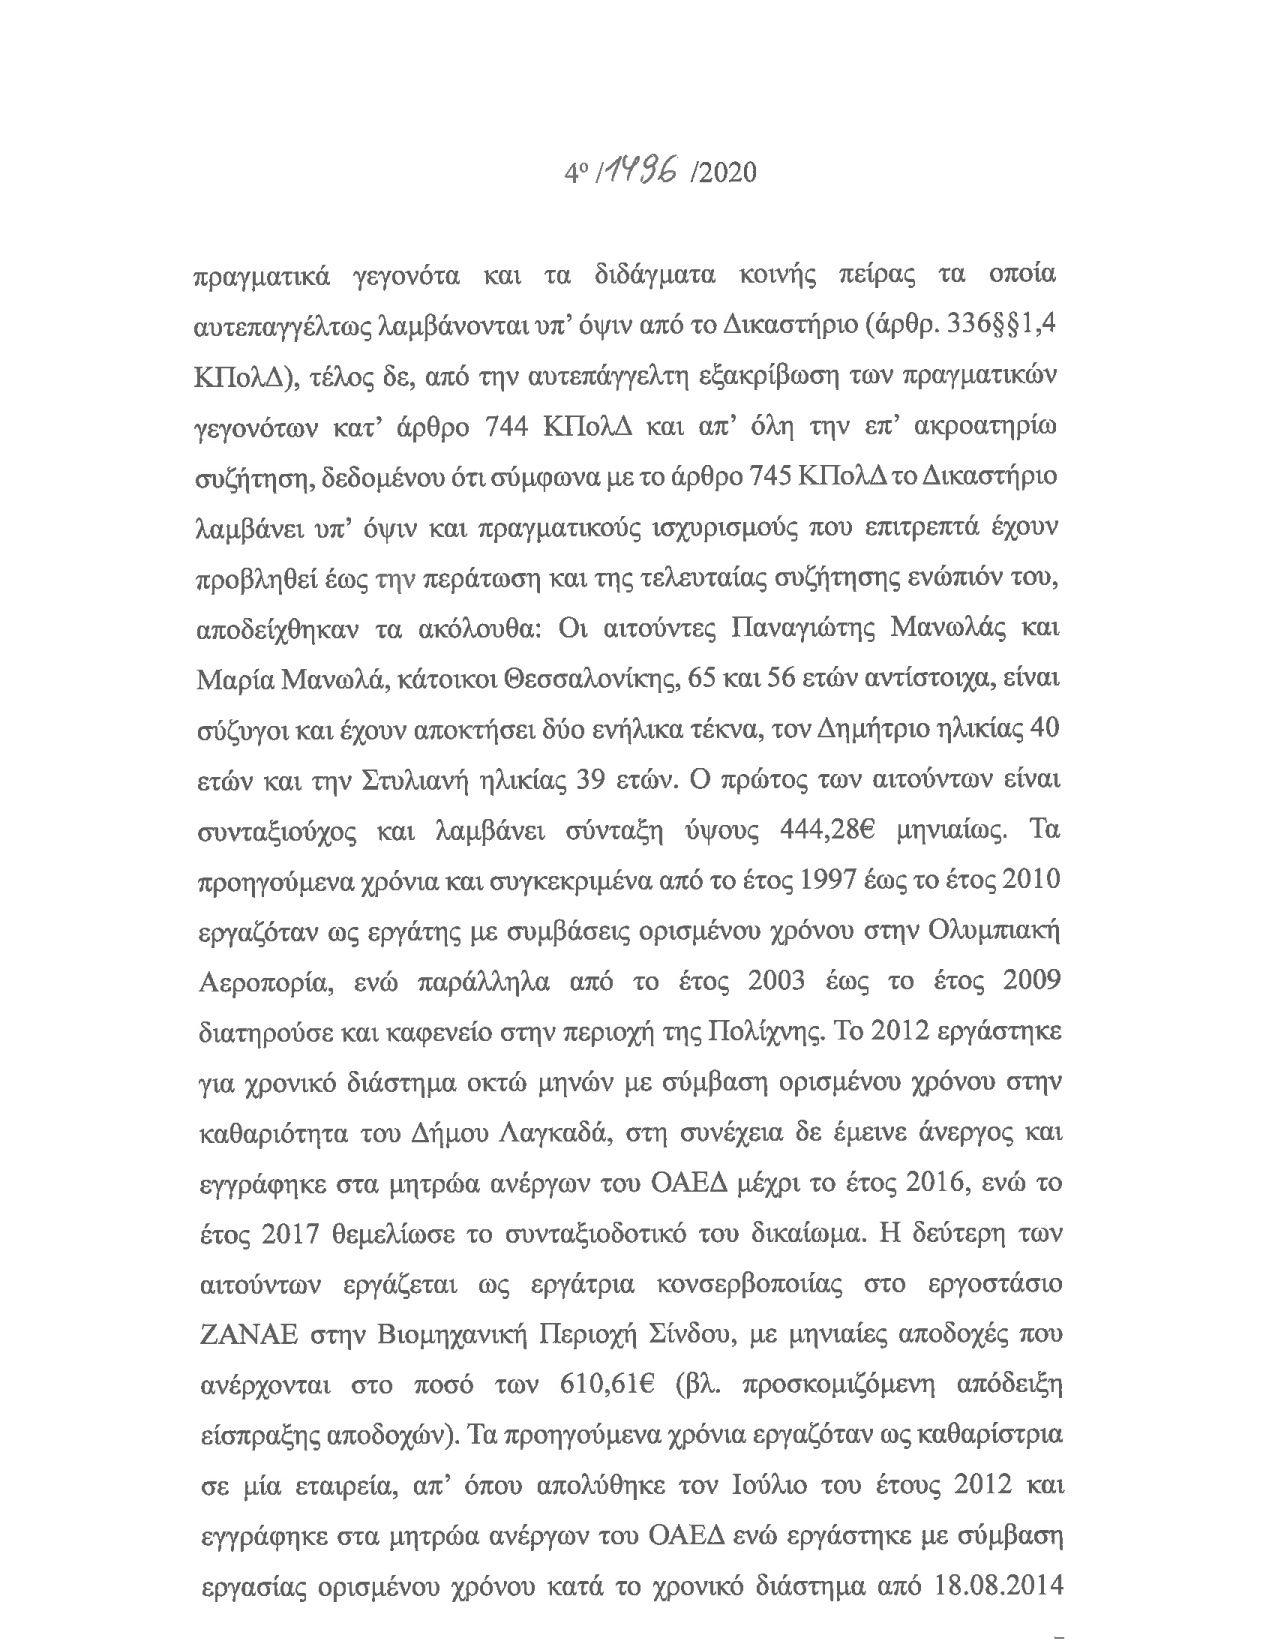 4º /1496 /2020
πραγματικά γεγονότα και τα διδάγματα κοινής πείρας τα οποία
αυτεπαγγέλτως λαμβάνονται υπ’ όψιν από το Δικαστήριο (άρθρ. 336§§1,4
ΚΠολΔ), τέλος δε, από την αυτεπάγγελτη εξακρίβωση των πραγματικών
γεγονότων κατ’ άρθρο 744 ΚΠολΔ και απ’ όλη την επ’ ακροατηρίω
συζήτηση, δεδομένου ότι σύμφωνα με το άρθρο 745 ΚΠολΔ το Δικαστήριο
λαμβάνει υπ’ όψιν και πραγματικούς ισχυρισμούς που επιτρεπτά έχουν
προβληθεί έως την περάτωση και της τελευταίας συζήτησης ενώπιόν του,
αποδείχθηκαν τα ακόλουθα: Οι αιτούντες Παναγιώτης Μανωλάς και
Μαρία Μανωλά, κάτοικοι Θεσσαλονίκης, 65 και 56 ετών αντίστοιχα, είναι
σύζυγοι και έχουν αποκτήσει δύο ενήλικα τέκνα, τον Δημήτριο ηλικίας 40
ετών και την Στυλιανή ηλικίας 39 ετών. Ο πρώτος των αιτούντων είναι
συνταξιούχος και λαμβάνει σύνταξη ύψους 444,28€ μηνιαίως. Τα
προηγούμενα χρόνια και συγκεκριμένα από το έτος 1997 έως το έτος 2010
εργαζόταν ως εργάτης με συμβάσεις ορισμένου χρόνου στην Ολυμπιακή
Αεροπορία, ενώ παράλληλα από το έτος 2003 έως το έτος 2009
διατηρούσε και καφενείο στην περιοχή της Πολίχνης. Το 2012 εργάστηκε
για χρονικό διάστημα οκτώ μηνών με σύμβαση ορισμένου χρόνου στην
καθαριότητα του Δήμου Λαγκαδά, στη συνέχεια δε έμεινε άνεργος και
εγγράφηκε στα μητρώα ανέργων του ΟΑΕΔ μέχρι το έτος 2016, ενώ το
έτος 2017 θεμελίωσε το συνταξιοδοτικό του δικαίωμα. Η δεύτερη των
αιτούντων εργάζεται ως εργάτρια κονσερβοποιίας στο εργοστάσιο
ΖΑΝΑΕ στην Βιομηχανική Περιοχή Σίνδου, με μηνιαίες αποδοχές που
ανέρχονται στο ποσό των 610,61€ (βλ. προσκομιζόμενη απόδειξη
είσπραξης αποδοχών). Τα προηγούμενα χρόνια εργαζόταν ως καθαρίστρια
σε μία εταιρεία, απ’ όπου απολύθηκε τον Ιούλιο του έτους 2012 και
εγγράφηκε στα μητρώα ανέργων του ΟΑΕΔ ενώ εργάστηκε με σύμβαση
εργασίας ορισμένου χρόνου κατά το χρονικό διάστημα από 18.08.2014